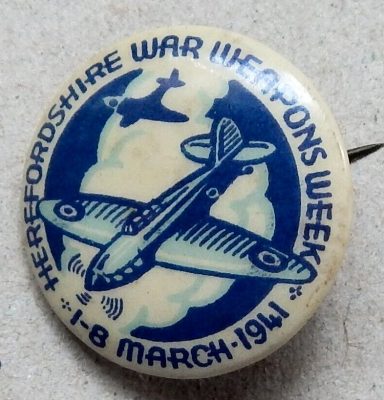 HEREFORDSHIRE WAR WEAPONS WEEK
1-8 MARCH·1941